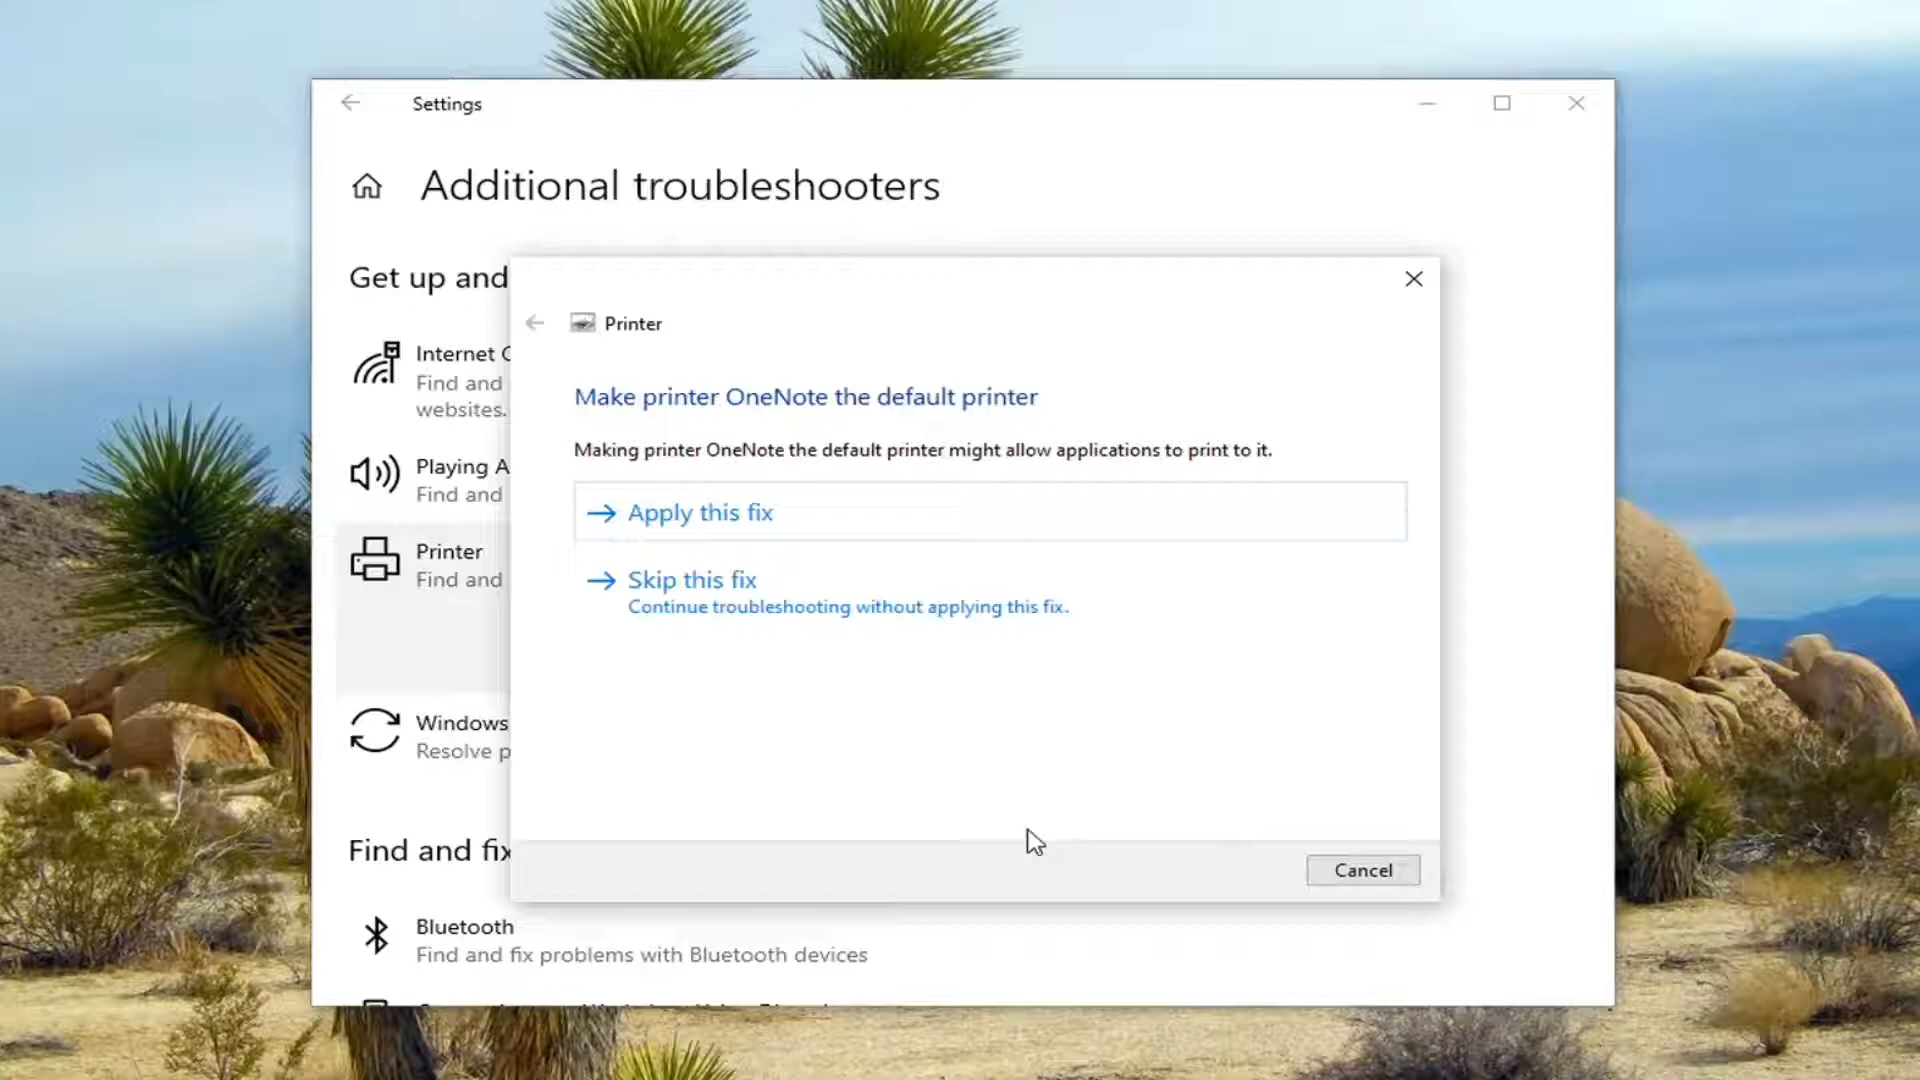 Settings
Additional troubleshooters
Get up and
Internet
Find and
websites.
Playing
Find and
Printer
Find and
Windows
Resolve
Find and fix
Bluetooth
Find and fix problems with Bluetooth devices
Printer
Make printer OneNote the default printer
Making printer OneNote the default printer might allow applications to print to it.
Apply this fix
Skip this fix
Continue troubleshooting without applying this fix.
Cancel